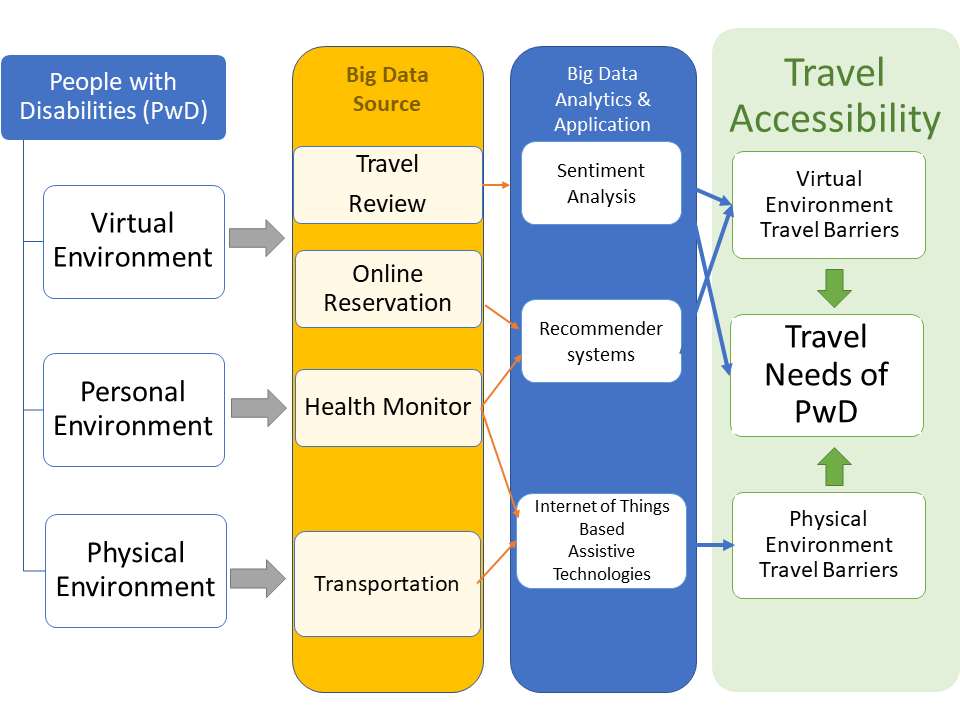 People with
Disabilities (PwD)
Virtual
Environment
Personal
Environment
Physical
Environment
Big Data
Source
Travel
Review
Online
Reservation
Health Monitor
Transportation
Big Data
Analytics &
Application
Sentiment
Analysis
Recommender
systems
Internet of Things
Based
Assistive
Technologies
Travel
Accessibility
Virtual
Environment
Travel Barriers
Travel
Needs of
PwD
Physical
Environment
Travel Barriers